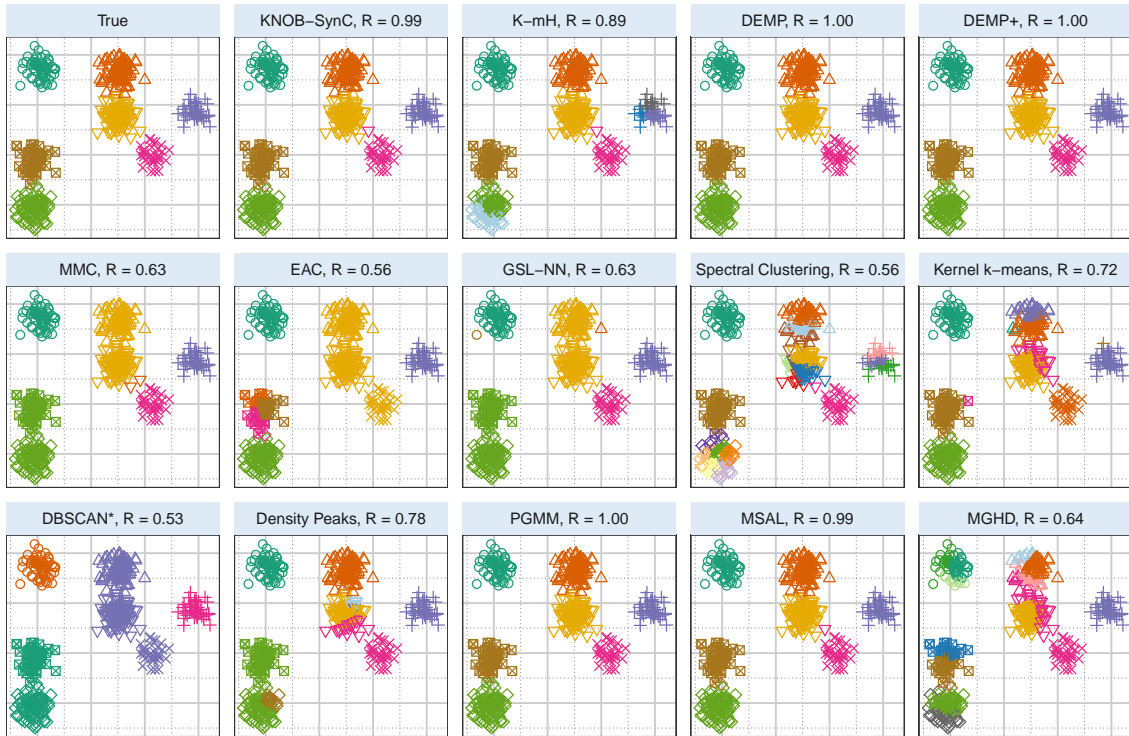 True
KNOB−SynC, R = 0.99
K−mH, R = 0.89
DEMP, R = 1.00
DEMP+, R = 1.00
MMC, R = 0.63
EAC, R = 0.56
GSL−NN, R = 0.63
Spectral Clustering, R = 0.56
Kernel k−means, R = 0.72
DBSCAN*, R = 0.53
Density Peaks, R = 0.78
PGMM, R = 1.00
MSAL, R = 0.99
MGHD, R = 0.64